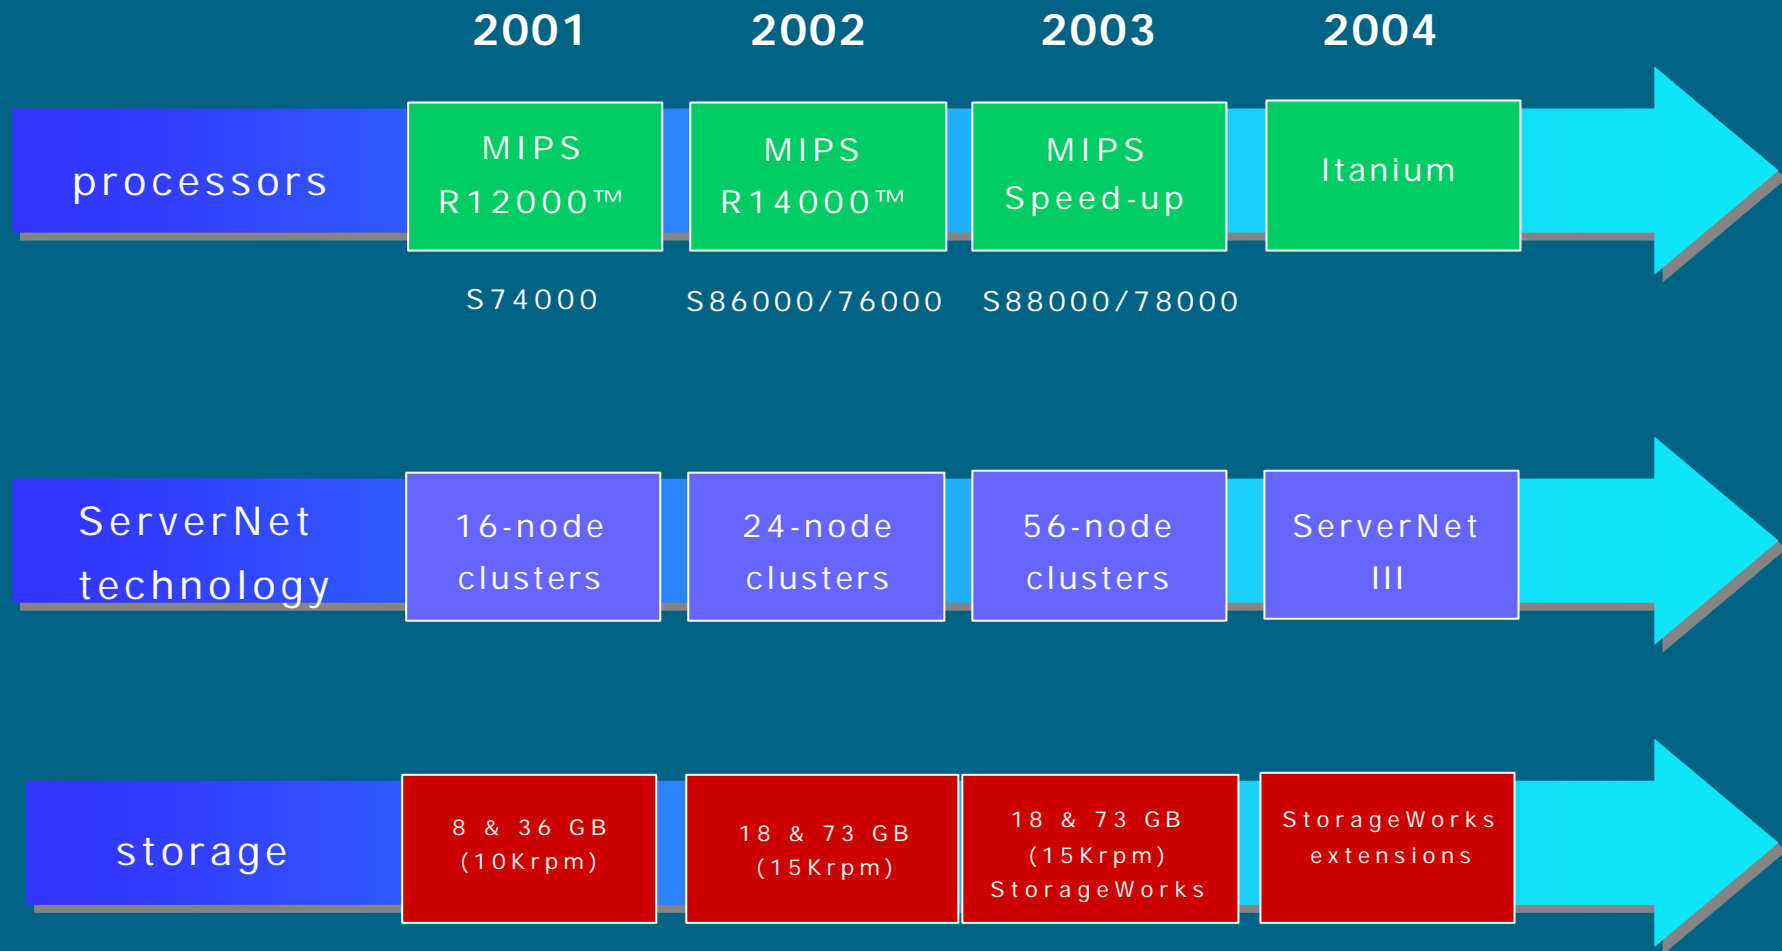 2001 2002 2003 2004
processors
MIPS
R12000™
MIPS
R14000™
MIPS
Speed-up
Itanium
S74000 S86000/76000 S88000/78000
ServerNet
technology
16-node
clusters
24-node
clusters
56-node
clusters
ServerNet
III
storage
8 & 36 GB
(10Krpm)
18 & 73 GB
(15Krpm)
18 & 73 GB
(15Krpm)
StorageWorks
StorageWorks
extensions